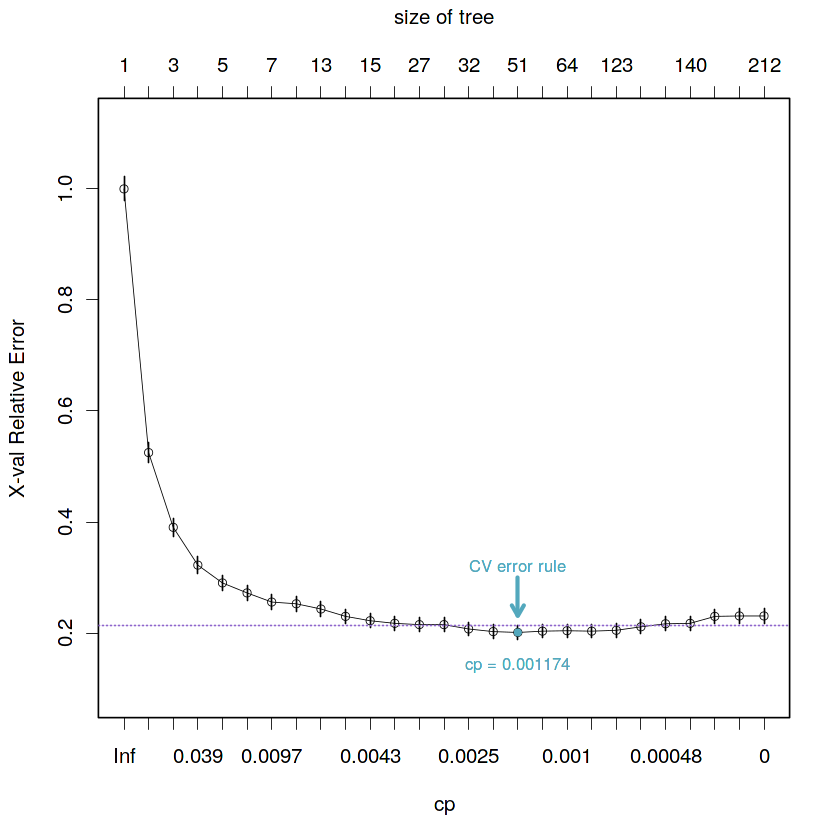 size of tree
1 3 5 7 13 15 27 32 51 64 123 140 212
1.0
0.8
0.6
0.4
0.2
X-val Relative Error
CV error rule
cp = 0.001174
Inf 0.039 0.0097 0.0043 0.0025 0.001 0.00048 0
cp